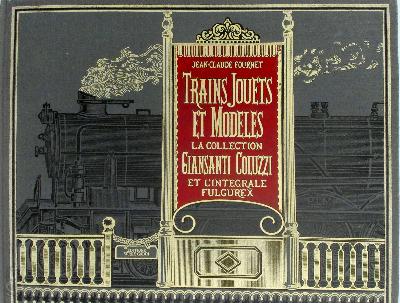 JEAN-CLAUDE FOURNET
TRAINS JOUETS
ET MODELES
LA COLLECTION
GIANSANTI COLUZZI
ET L'INTEGRALE
FULGUREX